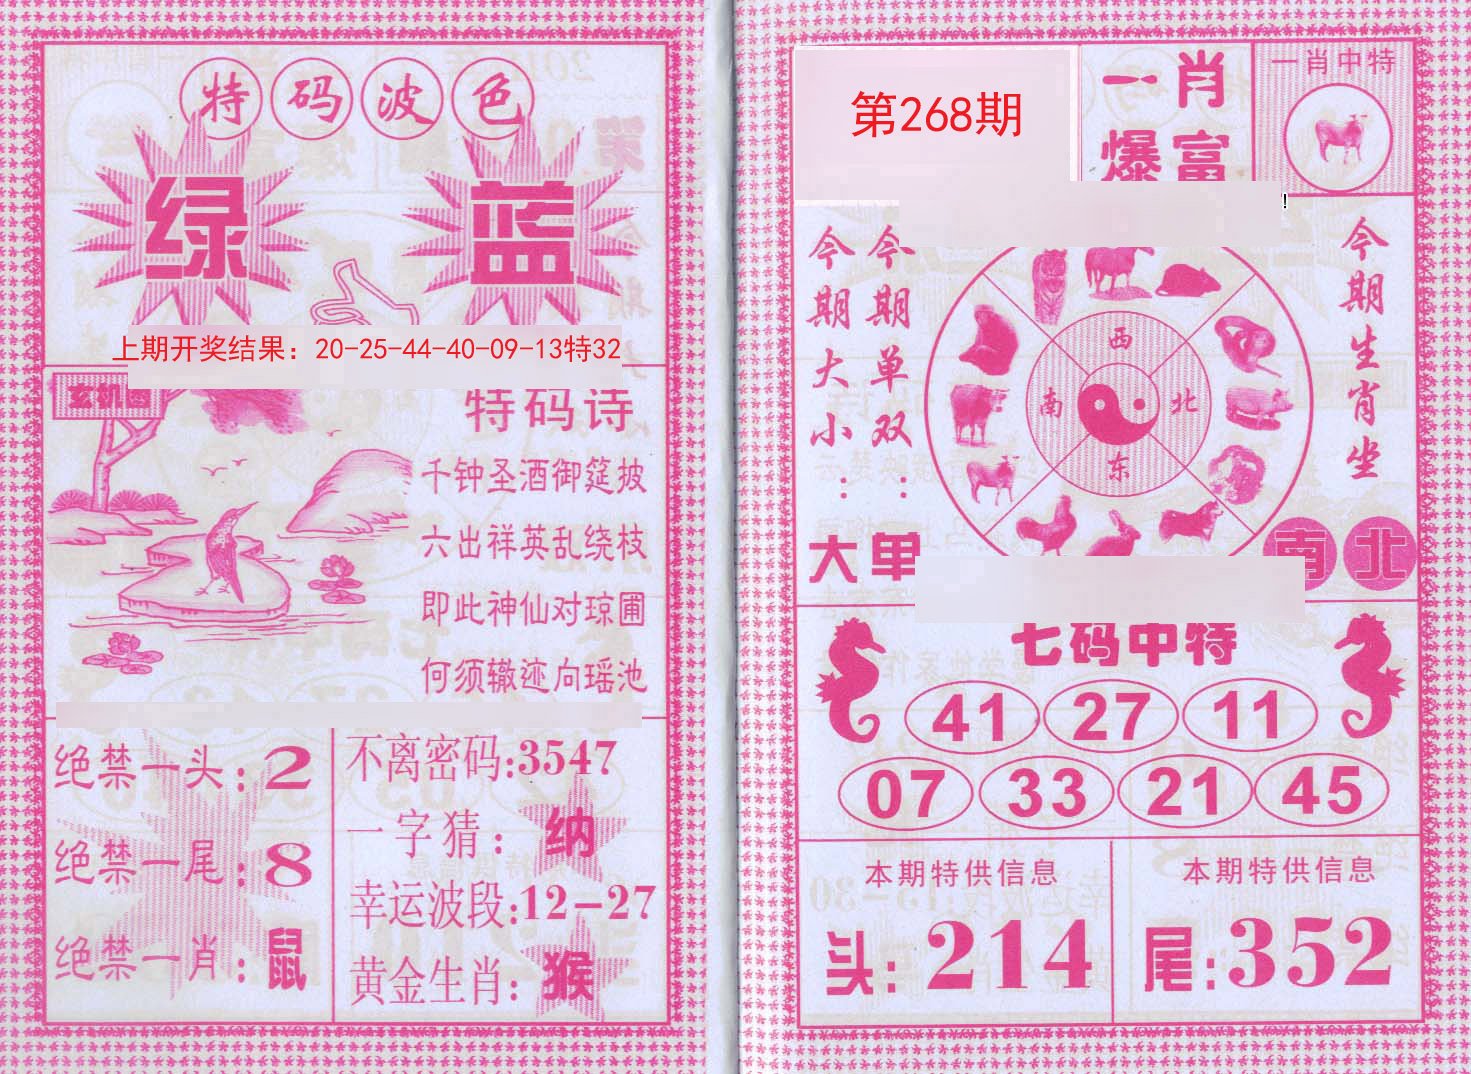 特码波色
绿 蓝
上期开奖结果：20-25-44-40-09-13特32
玄机图
特码诗
千钟圣酒御筵披
六出祥英乱绕枝
即此神仙对琼圃
何须辙迹向瑶池
绝禁一头：2
绝禁一尾：8
绝禁一肖：鼠
不离密码:3547
一字猜：纳
幸运波段:12-27
黄金生肖：猴
第268期
一肖
爆富
一肖中特
!
今期大小：大
今期单双：单
今期生肖坐
南北
西
南
北
东
七码中特
41 27 11
07 33 21 45
本期特供信息
头：214
本期特供信息
尾：352